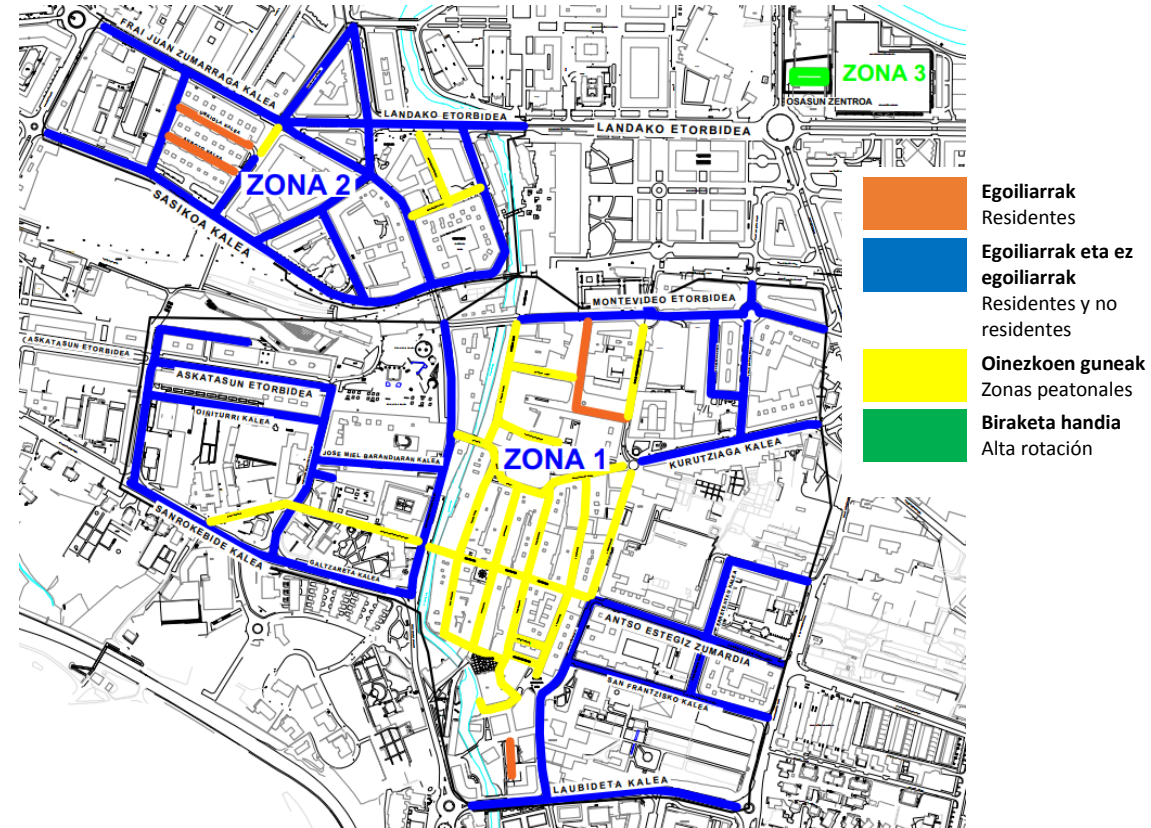 FRAI JUAN ZUMARRAGA KALEA
ZONA 3
OSASUN ZENTROA
LANDAKO ETORBIDEA
LANDAKO ETORBIDEA
URKIOLA KALEA
ZONA 2
SASIKOA KALEA
Egoiliarrak
Residentes
Egoiliarrak eta ez
egoiliarrak
Residentes y no
residentes
Oinezkoen guneak
Zonas peatonales
Biraketa handia
Alta rotación
MONTEVIDEO ETORBIDEA
ASKATASUN ETORBIDEA
ASKATASUN ETORBIDEA
OIÑITURRI KALEA
JOSE MIEL BARANDIARAN KALEA
ZONA 1
KURUTZIAGA KALEA
SANROKEBIDE KALEA
GALTZARETA KALEA
ANTSO ESTEGIZ ZUMARDIA
SAN FRANTZISKO KALEA
LAUBIDETA KALEA